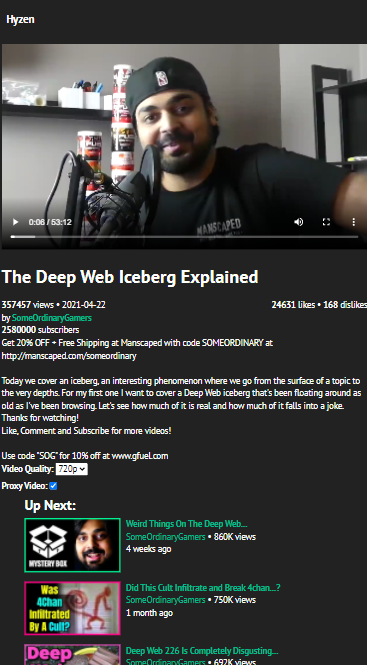 Hyzen
MANSCAPED
0:06 / 53:12
The Deep Web Iceberg Explained
357457 views • 2021-04-22
24631 likes • 168 dislikes
by SomeOrdinaryGamers
2580000 subscribers
Get 20% OFF + Free Shipping at Manscaped with code SOMEORDINARY at
http://manscaped.com/someordinary
Today we cover an iceberg, an interesting phenomenon where we go from the surface of a topic to
the very depths. For my first one I want to cover a Deep Web iceberg that's been floating around as
old as I've been browsing. Let's see how much of it is real and how much of it falls into a joke.
Thanks for watching!
Like, Comment and Subscribe for more videos!
Use code "SOG" for 10% off at www.gfuel.com
Video Quality: 720p
Proxy Video:
Up Next:
MYSTERY BOX
Weird Things On The Deep Web...
SomeOrdinaryGamers • 860K views
4 weeks ago
Was
4Chan
Infiltrated
By A Cult?
Did This Cult Infiltrate and Break 4chan...?
SomeOrdinaryGamers • 750K views
1 month ago
Deep
Deep Web 226 Is Completely Disgusting...
SomeOrdinaryGamers • 692K views